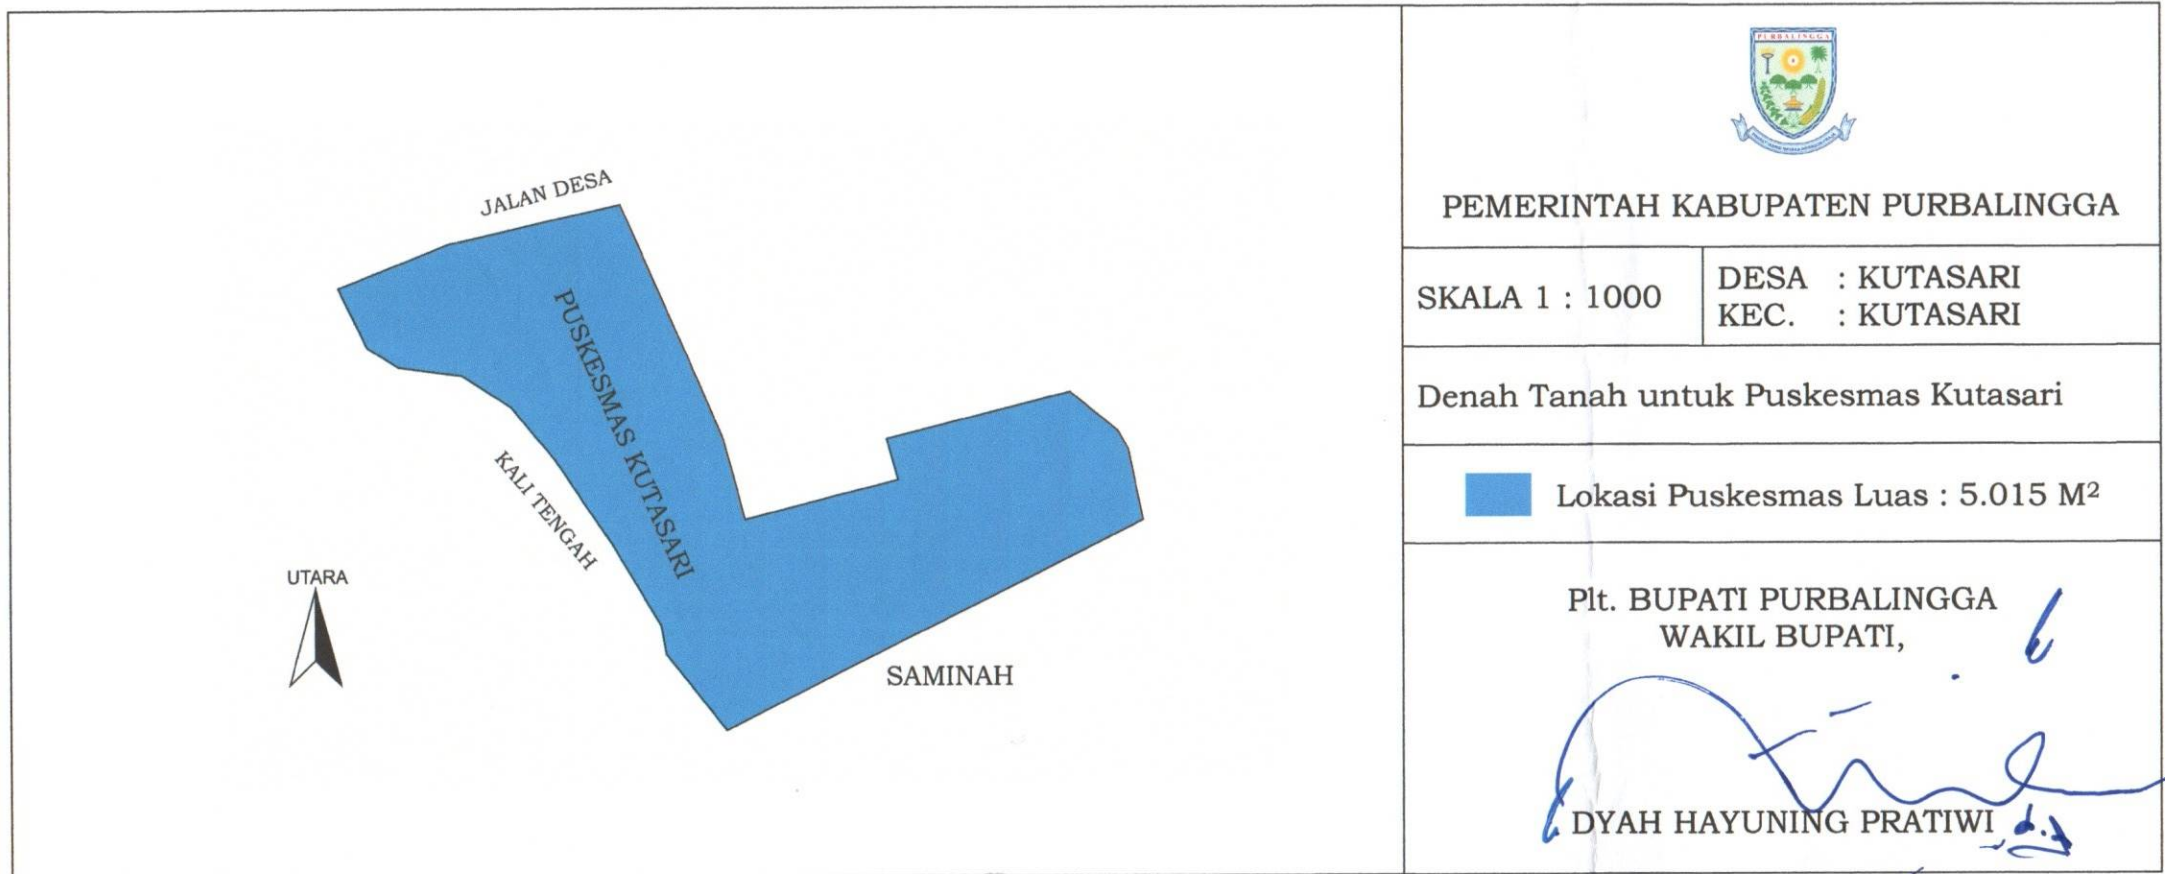 JALAN DESA
PUSKESMAS KUTASARI
KALI TENGAH
UTARA
SAMINAH
PURBALINGGA
PEMERINTAH KABUPATEN PURBALINGGA
SKALA 1 : 1000
DESA : KUTASARI
KEC. : KUTASARI
Denah Tanah untuk Puskesmas Kutasari
Lokasi Puskesmas Luas : 5.015 M²
Plt. BUPATI PURBALINGGA
WAKIL BUPATI,
DYAH HAYUNING PRATIWI